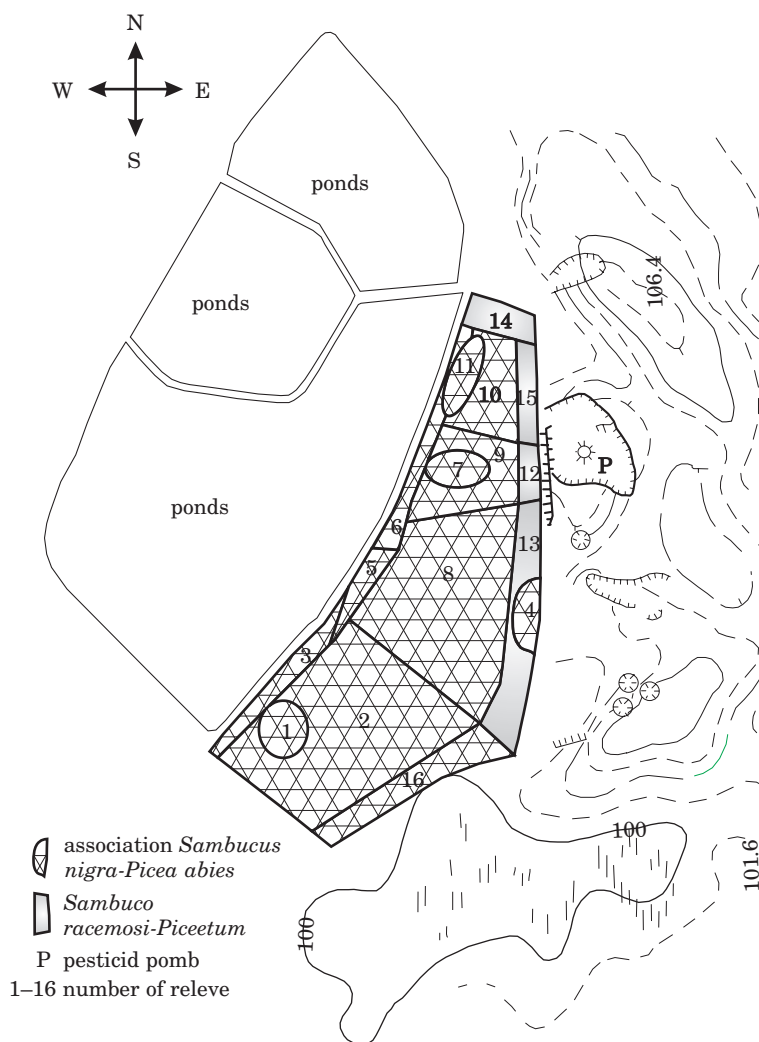 N
W E
S
ponds
ponds
ponds
106.4
14
11
10
15
9
7
12
P
6
13
5
8
4
3
2
1
16
100
101.6
100
association Sambucus
nigra-Picea abies
Sambuco
racemosi-Piceetum
P pesticid pomb
1–16 number of releve